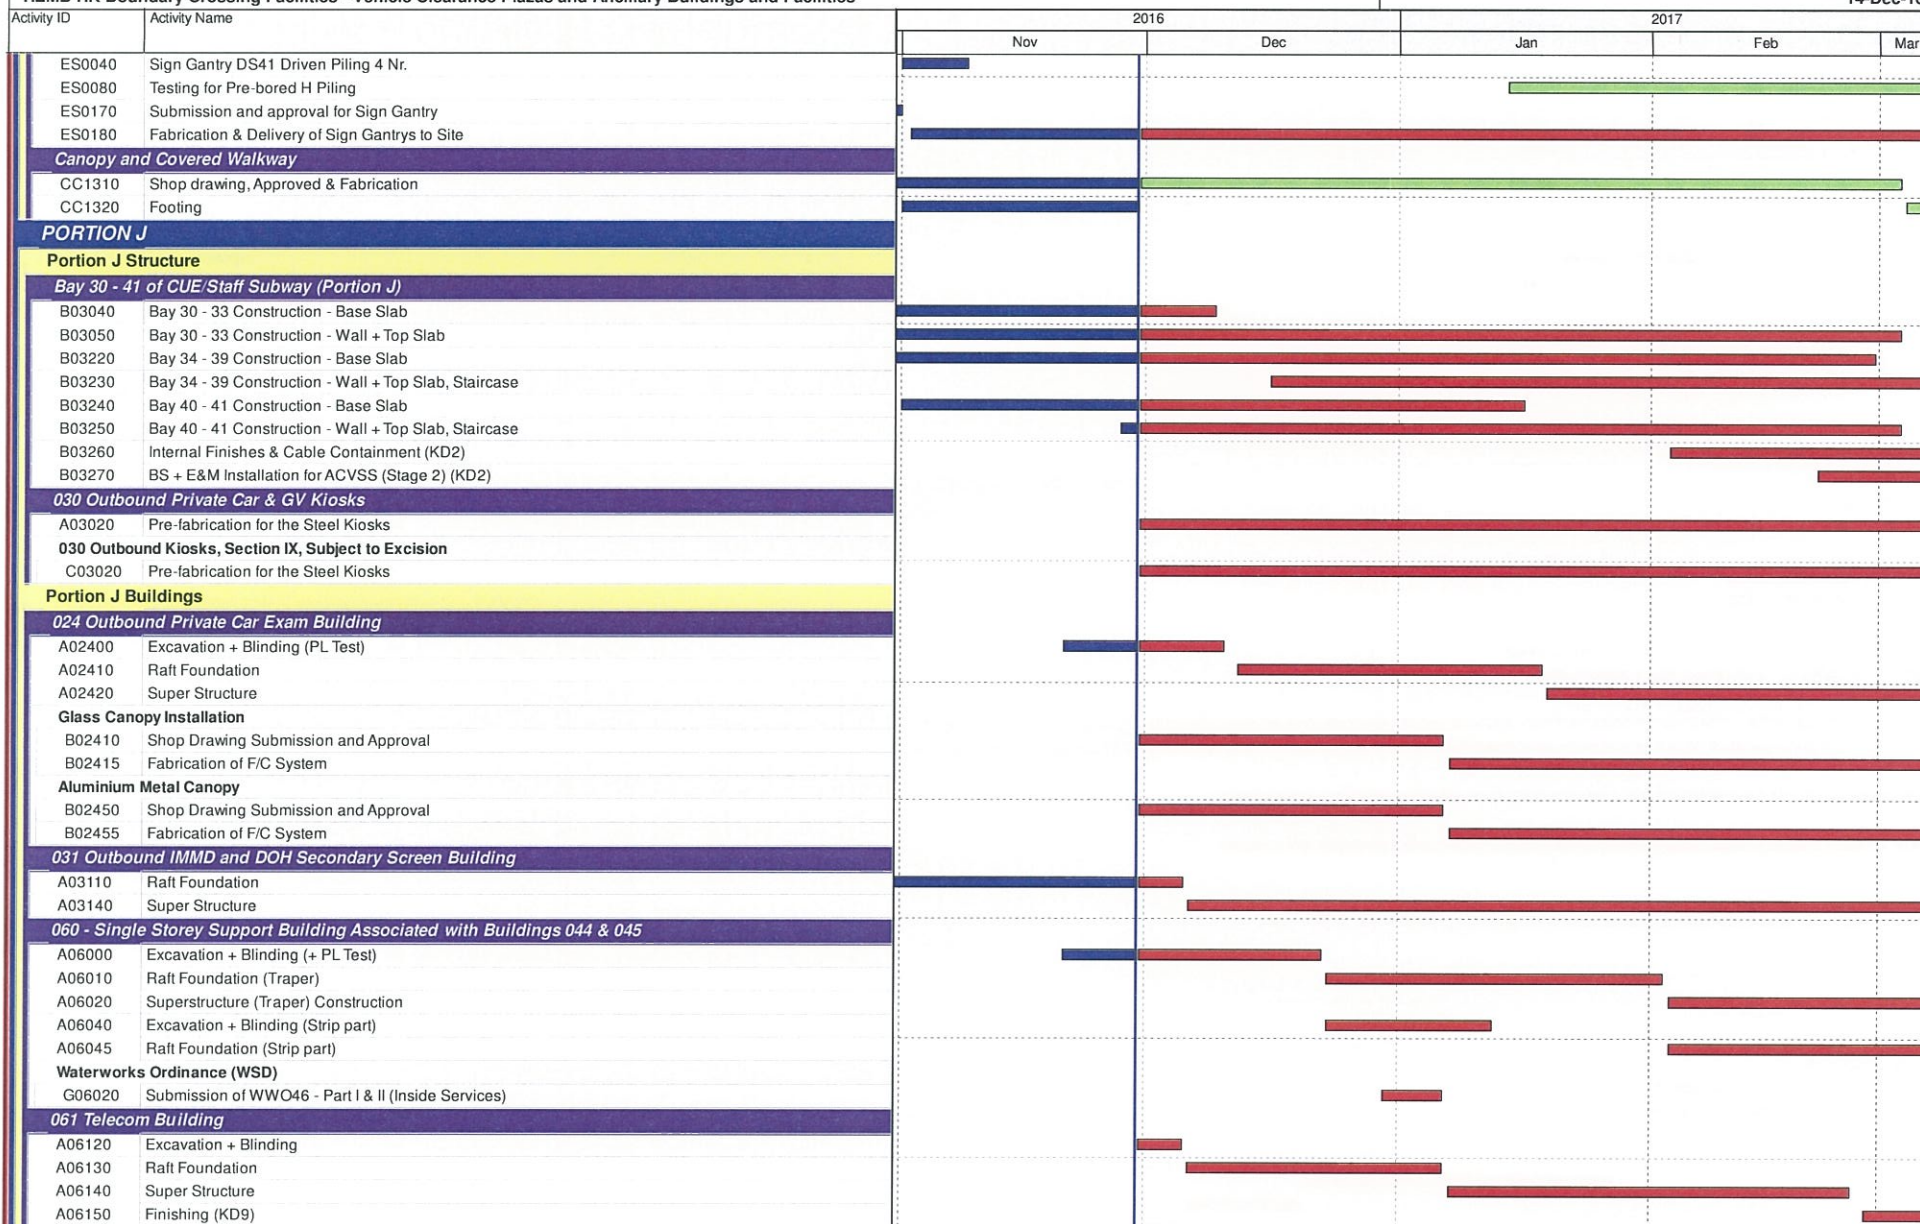 Activity ID Activity Name 2016 2017
Nov Dec Jan Feb Mar
ES0040 Sign Gantry DS41 Driven Piling 4 Nr.
ES0080 Testing for Pre-bored H Piling
ES0170 Submission and approval for Sign Gantry
ES0180 Fabrication & Delivery of Sign Gantrys to Site
Canopy and Covered Walkway
CC1310 Shop drawing, Approved & Fabrication
CC1320 Footing
PORTION J
Portion J Structure
Bay 30 - 41 of CUE/Staff Subway (Portion J)
B03040 Bay 30 - 33 Construction - Base Slab
B03050 Bay 30 - 33 Construction - Wall + Top Slab
B03220 Bay 34 - 39 Construction - Base Slab
B03230 Bay 34 - 39 Construction - Wall + Top Slab, Staircase
B03240 Bay 40 - 41 Construction - Base Slab
B03250 Bay 40 - 41 Construction - Wall + Top Slab, Staircase
B03260 Internal Finishes & Cable Containment (KD2)
B03270 BS + E&M Installation for ACVSS (Stage 2) (KD2)
030 Outbound Private Car & GV Kiosks
A03020 Pre-fabrication for the Steel Kiosks
030 Outbound Kiosks, Section IX, Subject to Excision
C03020 Pre-fabrication for the Steel Kiosks
Portion J Buildings
024 Outbound Private Car Exam Building
A02400 Excavation + Blinding (PL Test)
A02410 Raft Foundation
A02420 Super Structure
Glass Canopy Installation
B02410 Shop Drawing Submission and Approval
B02415 Fabrication of F/C System
Aluminium Metal Canopy
B02450 Shop Drawing Submission and Approval
B02455 Fabrication of F/C System
031 Outbound IMMD and DOH Secondary Screen Building
A03110 Raft Foundation
A03140 Super Structure
060 - Single Storey Support Building Associated with Buildings 044 & 045
A06000 Excavation + Blinding (+ PL Test)
A06010 Raft Foundation (Traper)
A06020 Superstructure (Traper) Construction
A06040 Excavation + Blinding (Strip part)
A06045 Raft Foundation (Strip part)
Waterworks Ordinance (WSD)
G06020 Submission of WWO46 - Part I & II (Inside Services)
061 Telecom Building
A06120 Excavation + Blinding
A06130 Raft Foundation
A06140 Super Structure
A06150 Finishing (KD9)